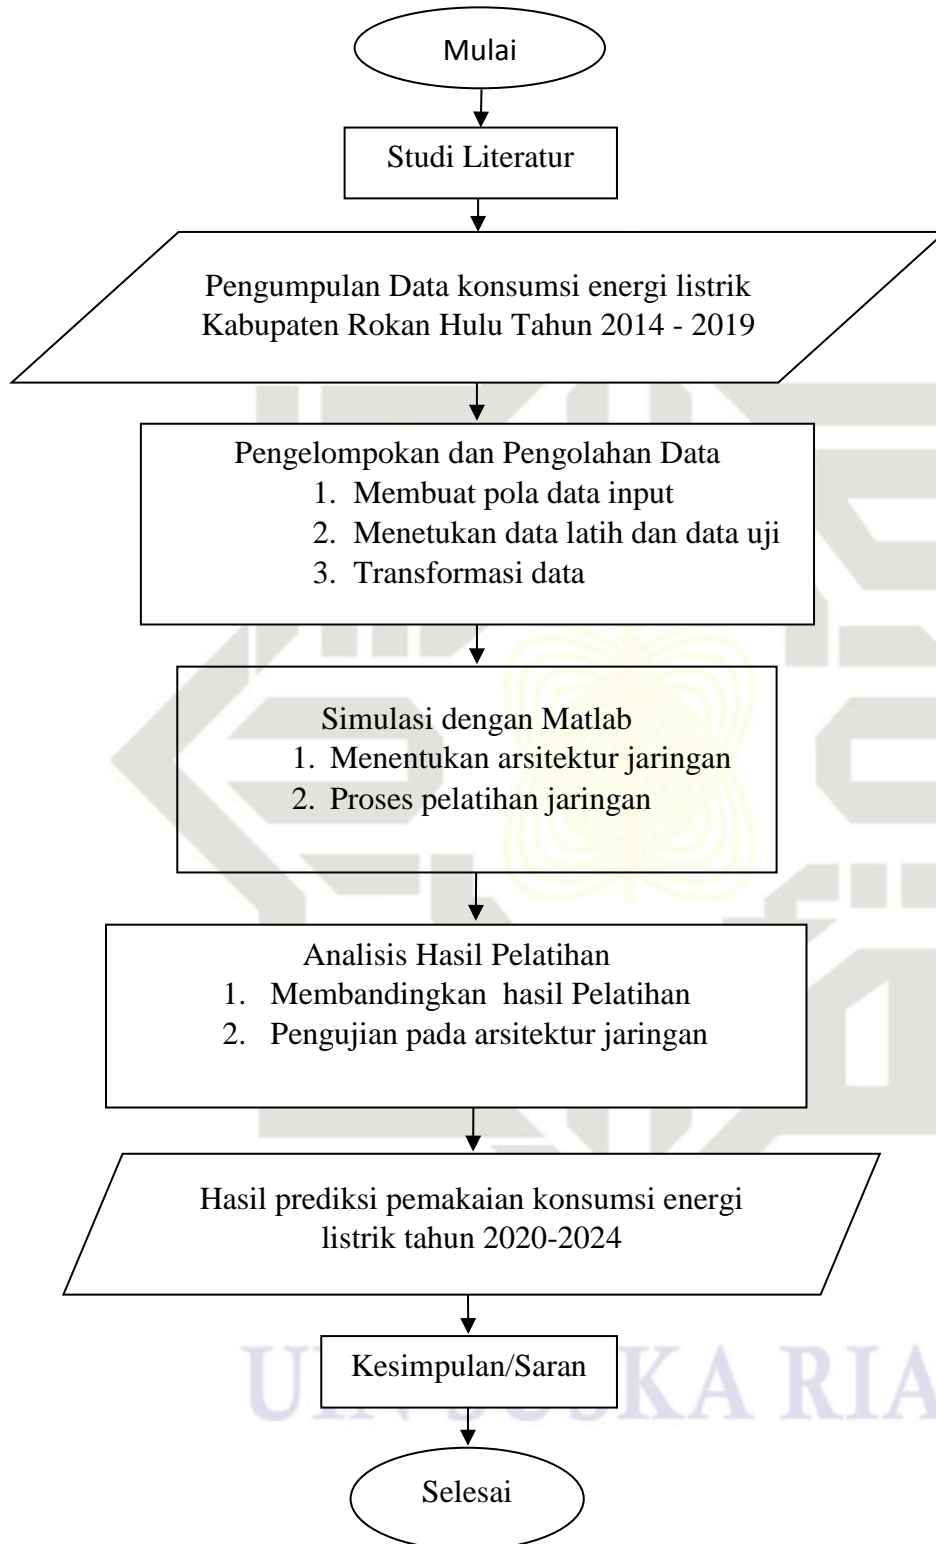 Mulai
Studi Literatur
Pengumpulan Data konsumsi energi listrik
Kabupaten Rokan Hulu Tahun 2014 - 2019
Pengelompokan dan Pengolahan Data
1. Membuat pola data input
2. Menetukan data latih dan data uji
3. Transformasi data
Simulasi dengan Matlab
1. Menentukan arsitektur jaringan
2. Proses pelatihan jaringan
Analisis Hasil Pelatihan
1. Membandingkan hasil Pelatihan
2. Pengujian pada arsitektur jaringan
Hasil prediksi pemakaian konsumsi energi
listrik tahun 2020-2024
Kesimpulan/Saran
UIN SUSKA RIA
Selesai